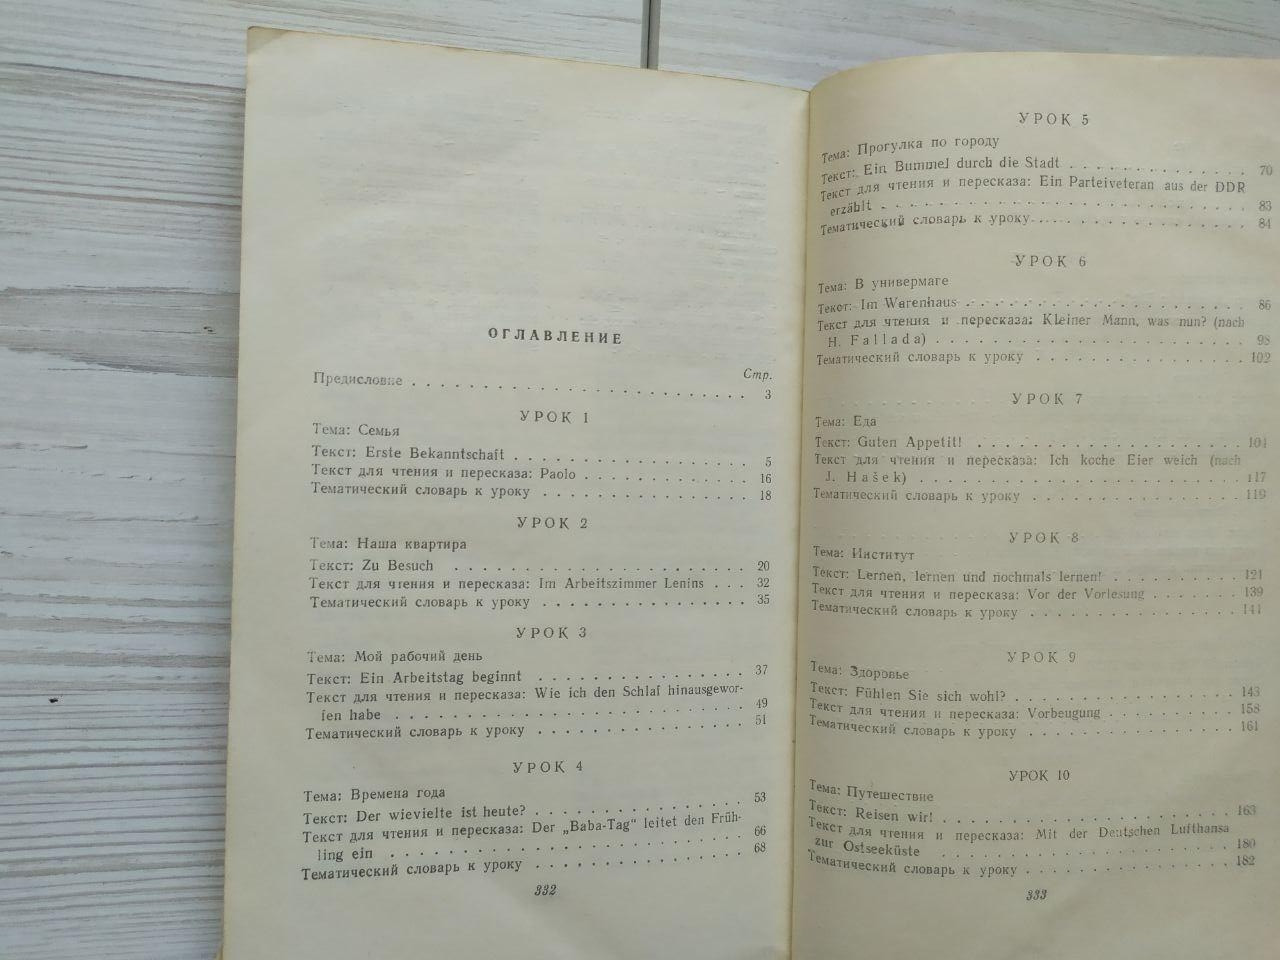 ОГЛАВЛЕНИЕ
Стр.
Предисловие . . . . . . . . . . . . . . . . . . . . . . . . 3
УРОК 1
Тема: Семья
Текст: Erste Bekanntschaft . . . . . . . . . . . . . . . . . 5
Текст для чтения и пересказа: Paolo . . . . . . . . . . . . 16
Тематический словарь к уроку . . . . . . . . . . . . . . . 18
УРОК 2
Тема: Наша квартира
Текст: Zu Besuch . . . . . . . . . . . . . . . . . . . . . . 20
Текст для чтения и пересказа: Im Arbeitszimmer Lenins . . . 32
Тематический словарь к уроку . . . . . . . . . . . . . . . 35
УРОК 3
Тема: Мой рабочий день
Текст: Ein Arbeitstag beginnt . . . . . . . . . . . . . . . 37
Текст для чтения и пересказа: Wie ich den Schlaf hinausgewor-
fen habe . . . . . . . . . . . . . . . . . . . . . . . . . 49
Тематический словарь к уроку . . . . . . . . . . . . . . . 51
УРОК 4
Тема: Времена года
Текст: Der wievielte ist heute? . . . . . . . . . . . . . . . 53
Текст для чтения и пересказа: Der „Baba-Tag“ leitet den Früh-
ling ein . . . . . . . . . . . . . . . . . . . . . . . . . 66
Тематический словарь к уроку . . . . . . . . . . . . . . . 68
332
УРОК 5
Тема: Прогулка по городу
Текст: Ein Bummel durch die Stadt . . . . . . . . . . . . . 70
Текст для чтения и пересказа: Ein Parteiveteran aus der DDR
erzählt . . . . . . . . . . . . . . . . . . . . . . . . . . 83
Тематический словарь к уроку . . . . . . . . . . . . . . . 84
УРОК 6
Тема: В универмаге
Текст: Im Warenhaus . . . . . . . . . . . . . . . . . . . . 86
Текст для чтения и пересказа: Kleiner Mann, was nun? (nach
H. Fallada) . . . . . . . . . . . . . . . . . . . . . . . . 98
Тематический словарь к уроку . . . . . . . . . . . . . . . 102
УРОК 7
Тема: Еда
Текст: Guten Appetit! . . . . . . . . . . . . . . . . . . . 104
Текст для чтения и пересказа: Ich koche Eier weich (nach
J. Hašek) . . . . . . . . . . . . . . . . . . . . . . . . . 117
Тематический словарь к уроку . . . . . . . . . . . . . . . 119
УРОК 8
Тема: Институт
Текст: Lernen, lernen und nochmals lernen! . . . . . . . . . 121
Текст для чтения и пересказа: Vor der Vorlesung . . . . . . 139
Тематический словарь к уроку . . . . . . . . . . . . . . . 141
УРОК 9
Тема: Здоровье
Текст: Fühlen Sie sich wohl? . . . . . . . . . . . . . . . . 143
Текст для чтения и пересказа: Vorbeugung . . . . . . . . . 158
Тематический словарь к уроку . . . . . . . . . . . . . . . 161
УРОК 10
Тема: Путешествие
Текст: Reisen wir! . . . . . . . . . . . . . . . . . . . . . 163
Текст для чтения и пересказа: Mit der Deutschen Lufthansa
zur Ostseeküste . . . . . . . . . . . . . . . . . . . . . . 180
Тематический словарь к уроку . . . . . . . . . . . . . . . 182
333